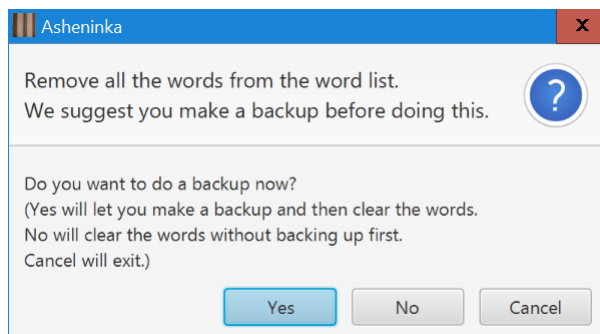 Asheninka
Remove all the words from the word list.
We suggest you make a backup before doing this.
Do you want to do a backup now?
(Yes will let you make a backup and then clear the words.
No will clear the words without backing up first.
Cancel will exit.)
Yes No Cancel